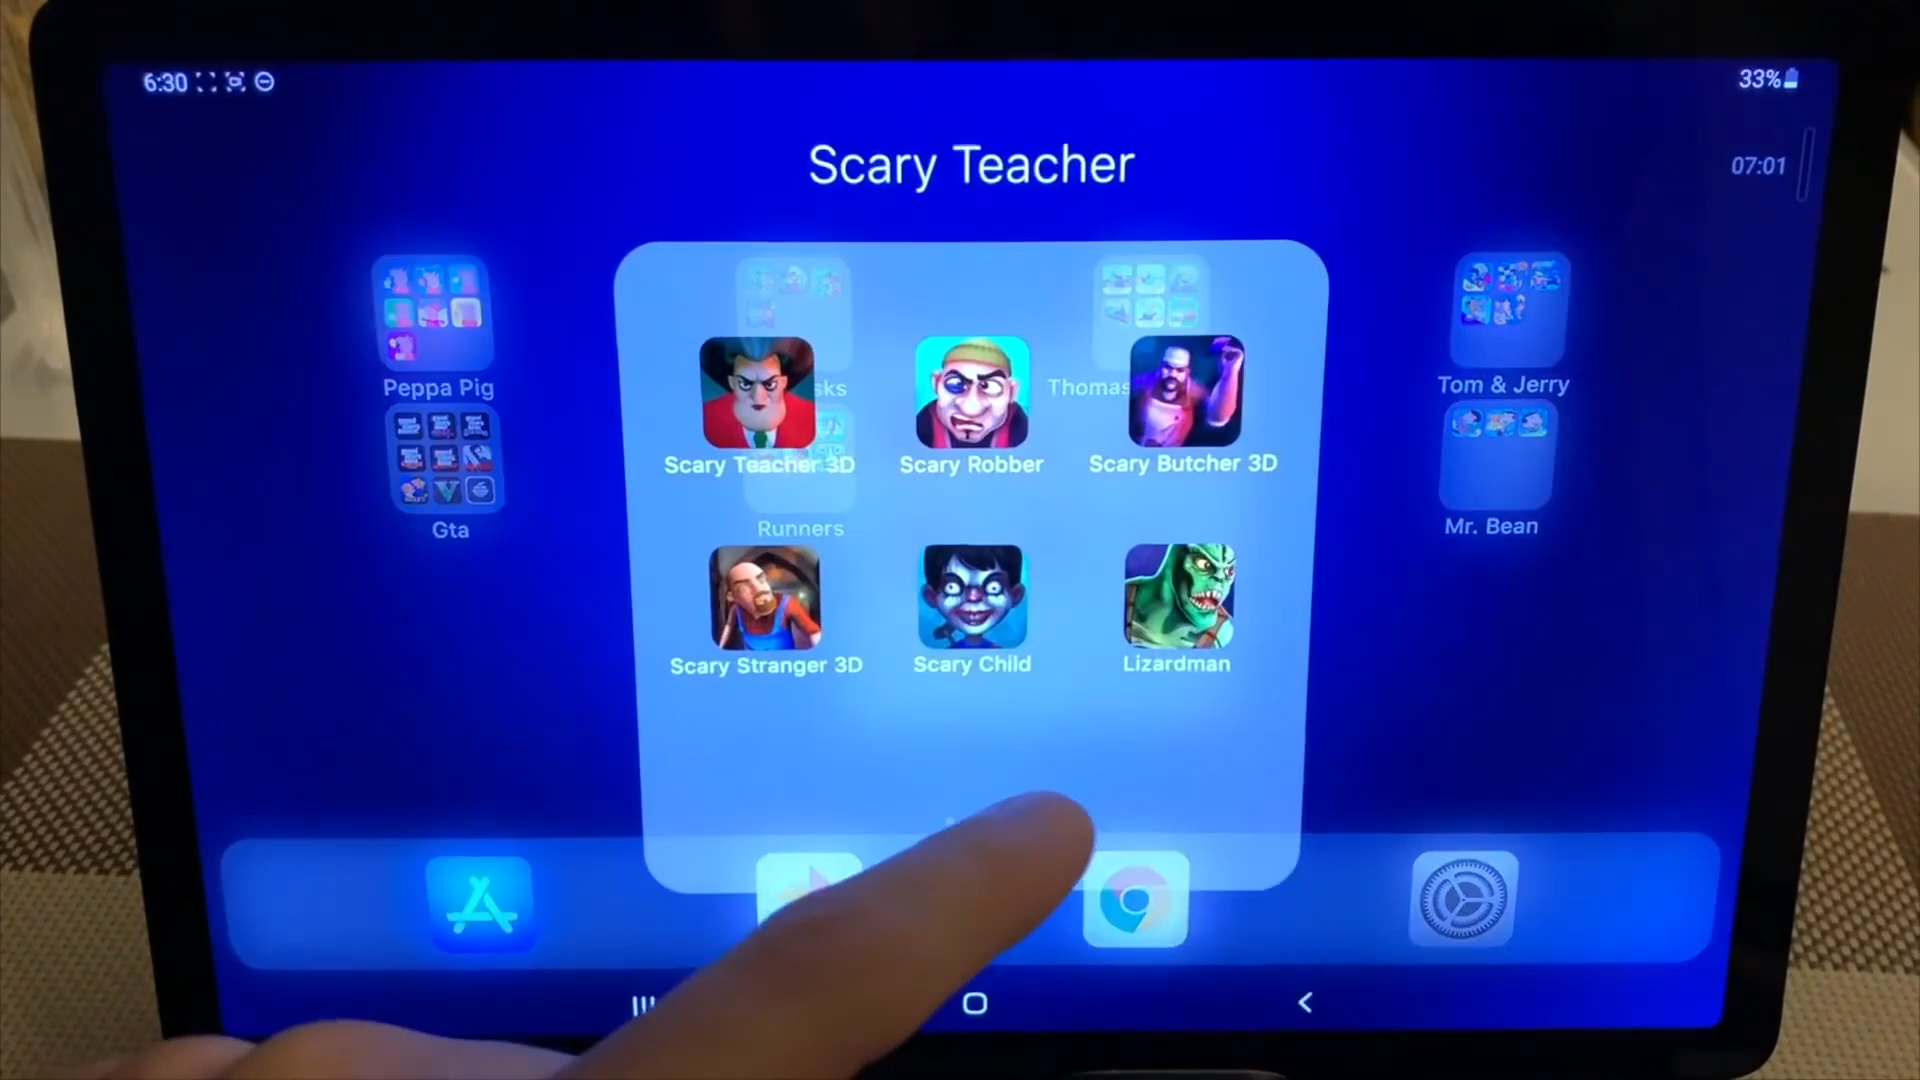 6:30
33%
Scary Teacher
07:01
Peppa Pig
sks
Thomas
Tom & Jerry
Scary Teacher 3D
Scary Robber
Scary Butcher 3D
Gta
Runners
Mr. Bean
Scary Stranger 3D
Scary Child
Lizardman